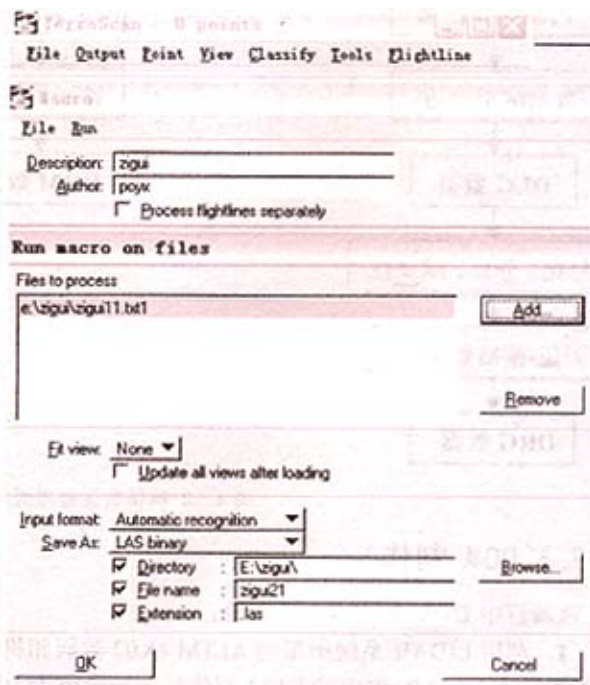 TerraScan - 0 points
File Output Point View Classify Tools Flightline
Macro
File Run
Description: zigui
Author: poyx
Process flightlines separately
Run macro on files
Files to process
e:\zigui\zigui11.txt1
Add...
Remove
Fit view: None
Update all views after loading
Input format: Automatic recognition
Save As: LAS binary
Directory : E:\zigui\
File name : zigui21
Extension : .las
Browse...
OK
Cancel